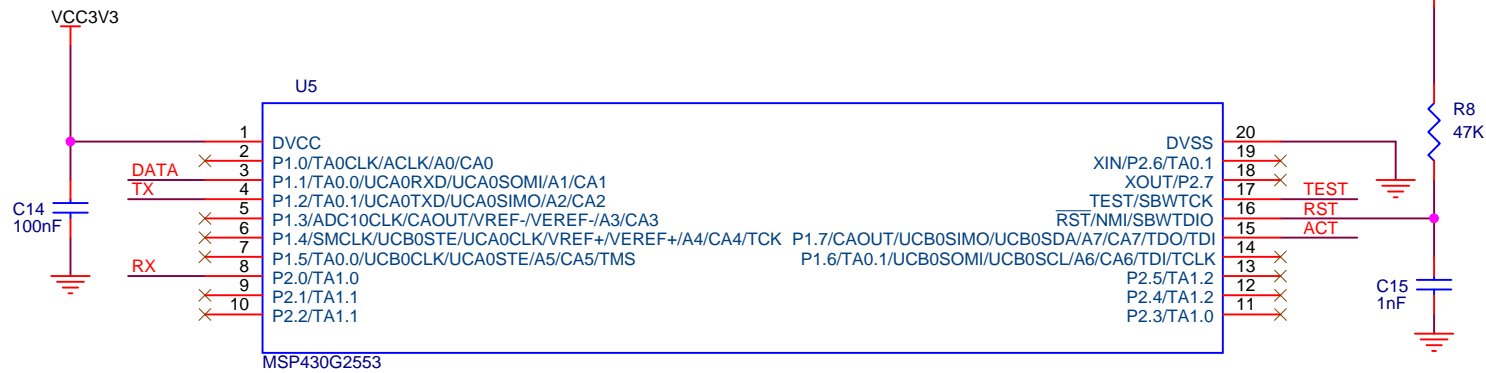 VCC3V3
U5
R8
47K
1 DVCC DVSS 20
2 P1.0/TA0CLK/ACLK/A0/CA0 XIN/P2.6/TA0.1 19
DATA 3 P1.1/TA0.0/UCA0RXD/UCA0SOMI/A1/CA1 XOUT/P2.7 18
TX 4 P1.2/TA0.1/UCA0TXD/UCA0SIMO/A2/CA2 TEST/SBWTCK 17 TEST
5 P1.3/ADC10CLK/CAOUT/VREF-/VEREF-/A3/CA3 RST/NMI/SBWTDIO 16 RST
6 P1.4/SMCLK/UCB0STE/UCA0CLK/VREF+/VEREF+/A4/CA4/TCK P1.7/CAOUT/UCB0SIMO/UCB0SDA/A7/CA7/TDO/TDI 15 ACT
7 P1.5/TA0.0/UCB0CLK/UCA0STE/A5/CA5/TMS P1.6/TA0.1/UCB0SOMI/UCB0SCL/A6/CA6/TDI/TCLK 14
RX 8 P2.0/TA1.0 P2.5/TA1.2 13
9 P2.1/TA1.1 P2.4/TA1.2 12
10 P2.2/TA1.1 P2.3/TA1.0 11
C14
100nF
C15
1nF
MSP430G2553